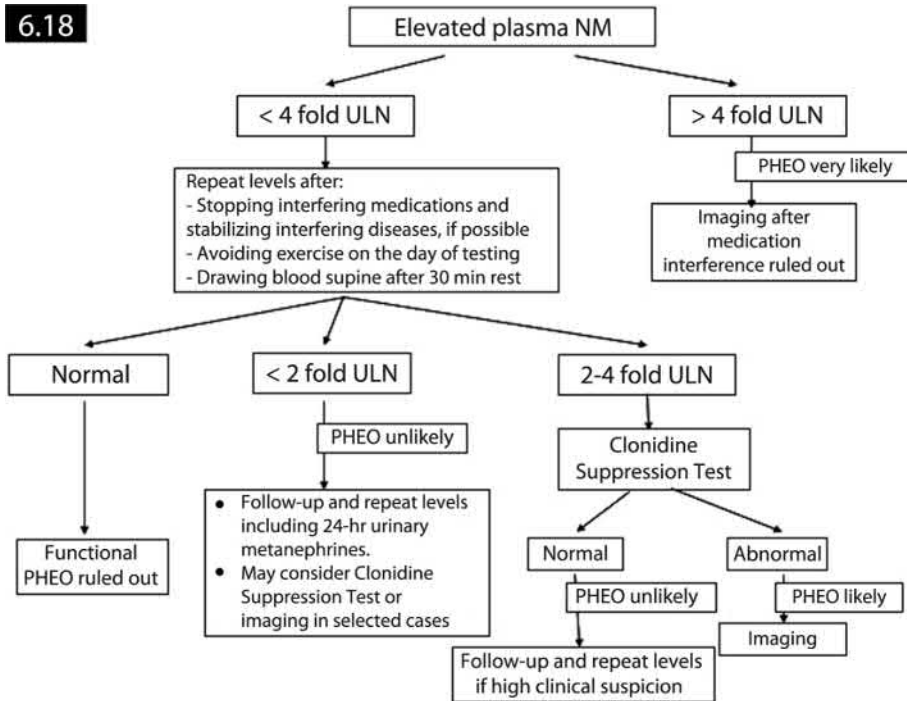 6.18
Elevated plasma NM
< 4 fold ULN
> 4 fold ULN
PHEO very likely
Repeat levels after:
- Stopping interfering medications and
stabilizing interfering diseases, if possible
- Avoiding exercise on the day of testing
- Drawing blood supine after 30 min rest
Imaging after
medication
interference ruled out
Normal
< 2 fold ULN
2-4 fold ULN
PHEO unlikely
Clonidine
Suppression Test
• Follow-up and repeat levels
including 24-hr urinary
metanephrines.
• May consider Clonidine
Suppression Test or
imaging in selected cases
Functional
PHEO ruled out
Normal
Abnormal
PHEO unlikely
PHEO likely
Imaging
Follow-up and repeat levels
if high clinical suspicion